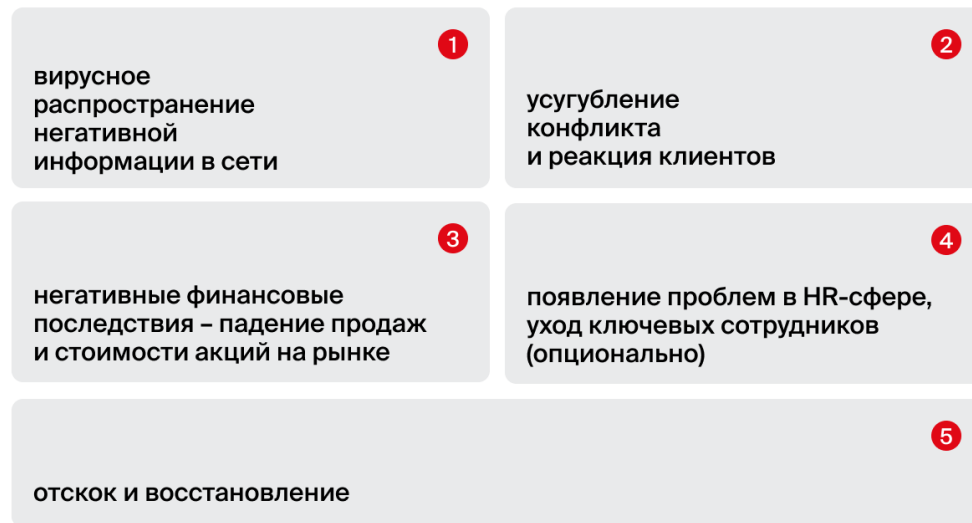 1
вирусное
распространение
негативной
информации в сети
2
усугубление
конфликта
и реакция клиентов
3
негативные финансовые
последствия – падение продаж
и стоимости акций на рынке
4
появление проблем в HR-сфере,
уход ключевых сотрудников
(опционально)
5
отскок и восстановление